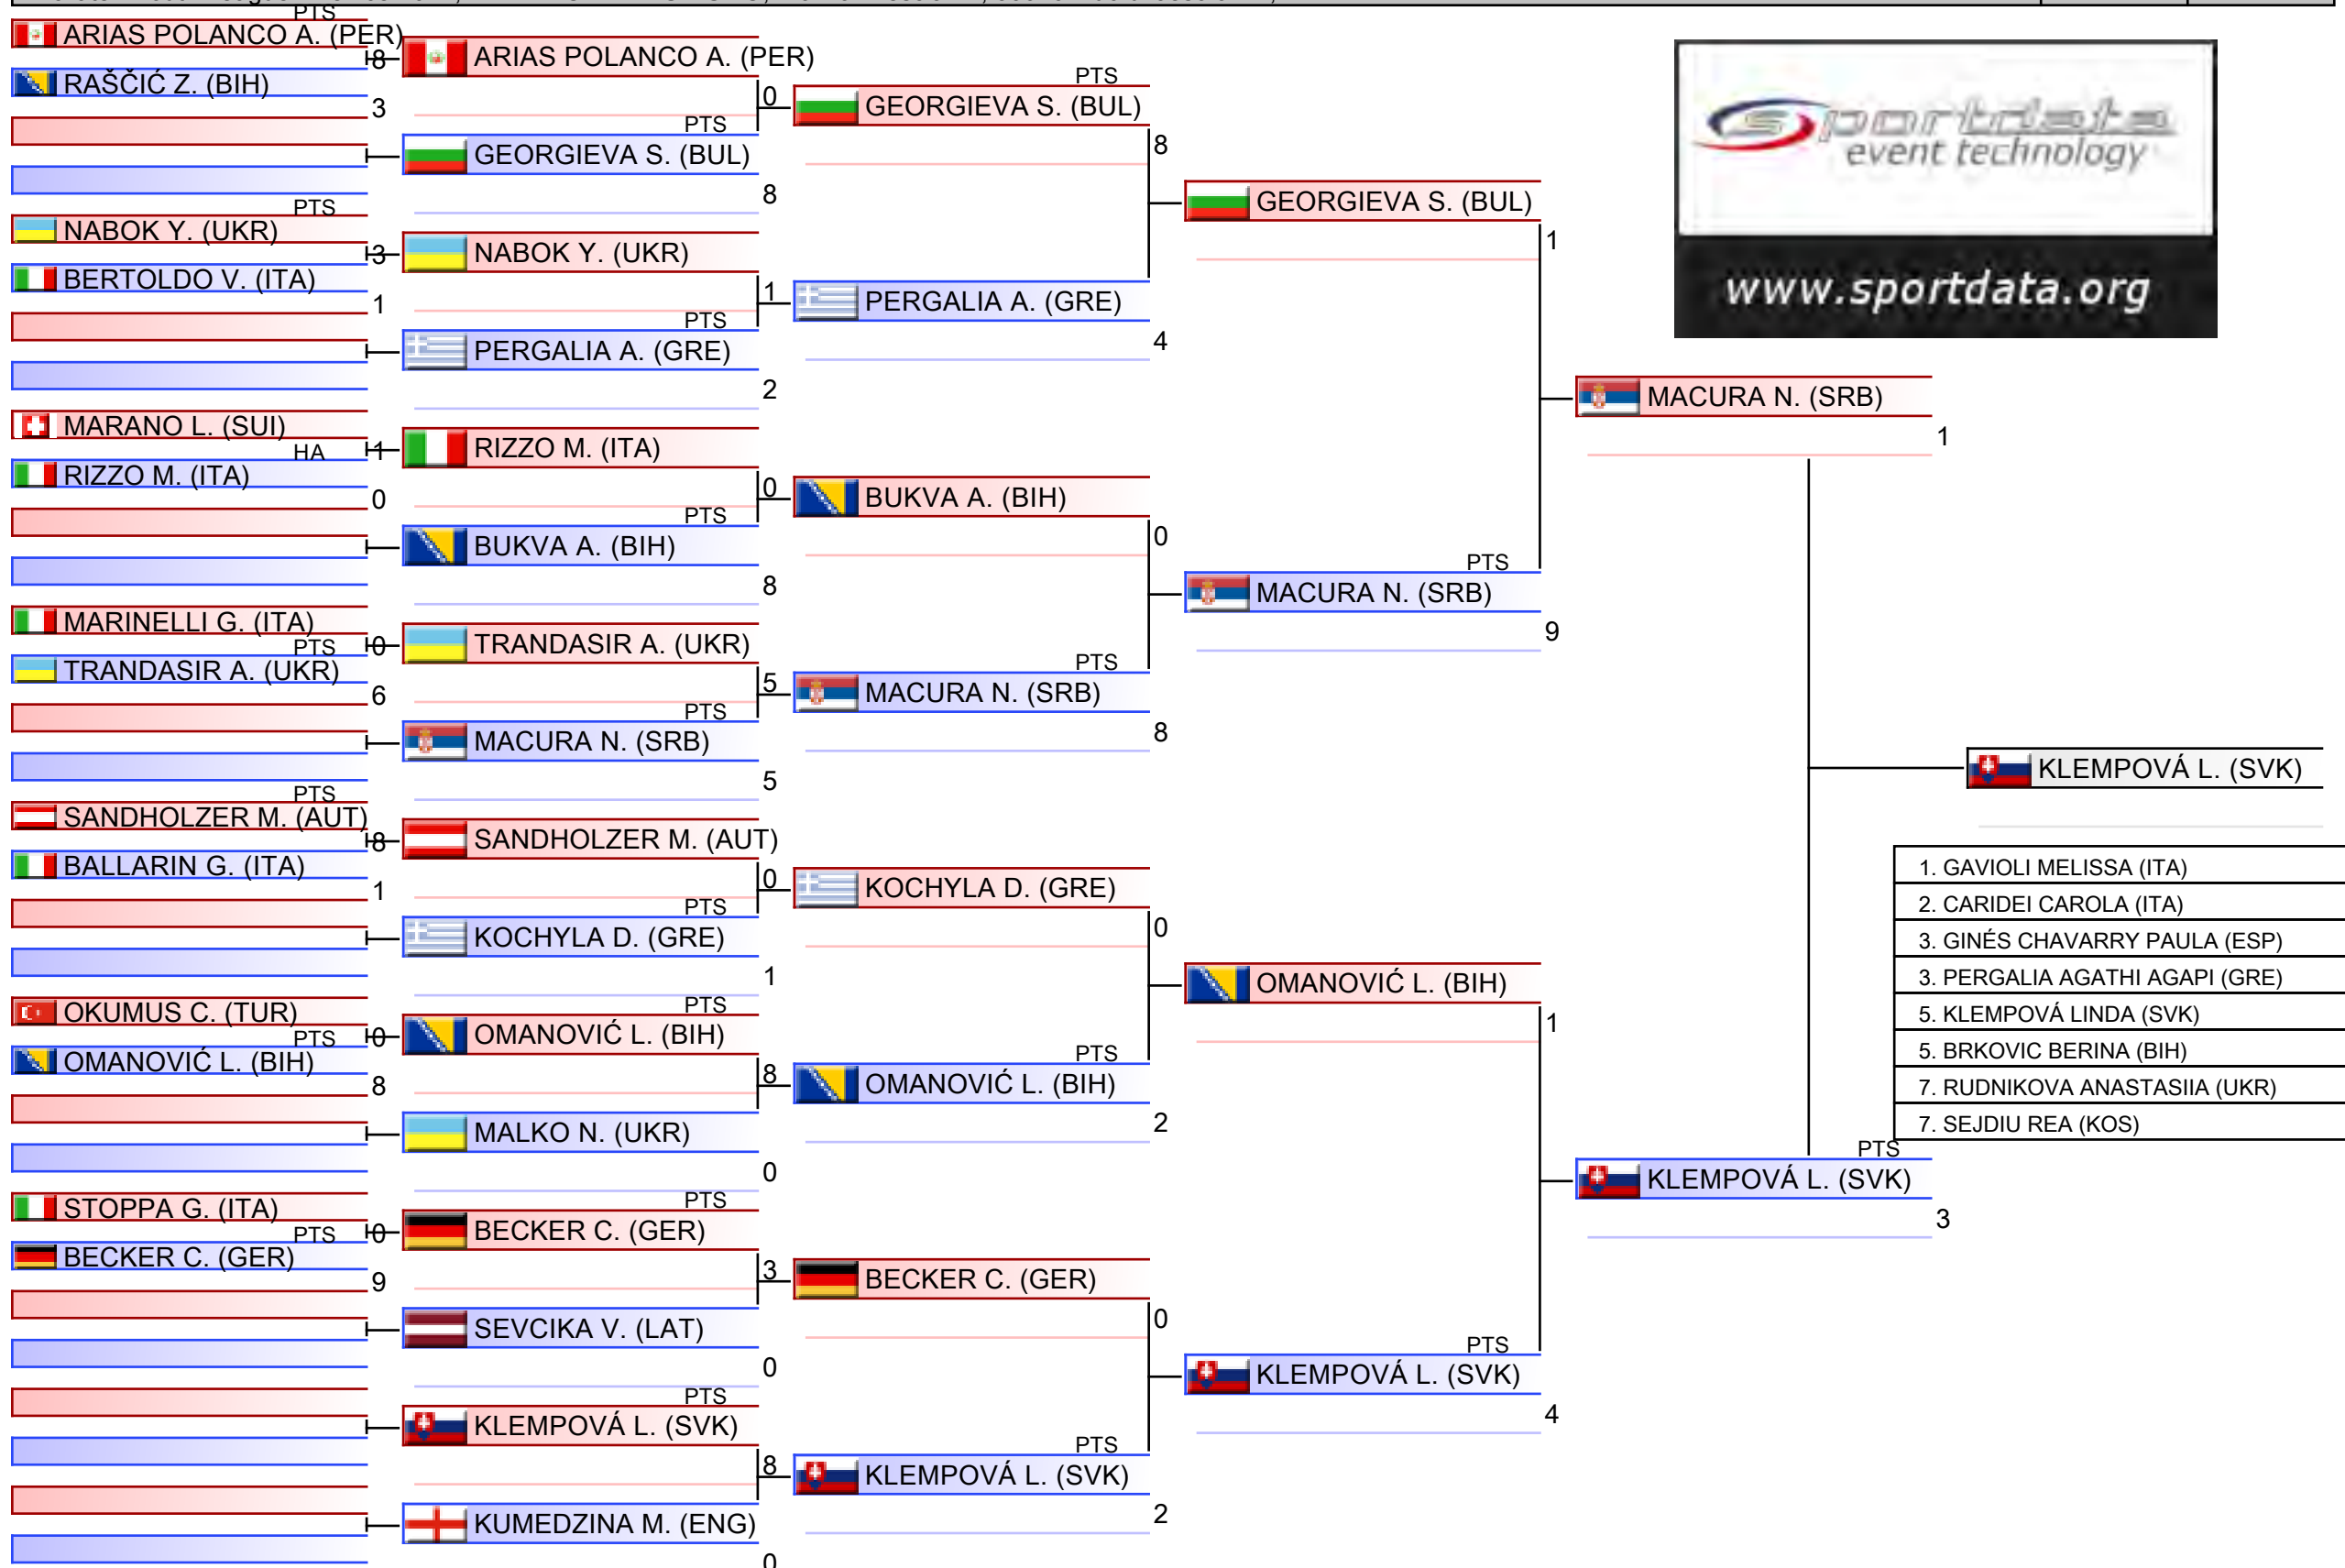 PTS
ARIAS POLANCO A. (PER)
8
RAŠČIĆ Z. (BIH)
3
PTS
NABOK Y. (UKR)
3
BERTOLDO V. (ITA)
1
MARANO L. (SUI)
1
HA
RIZZO M. (ITA)
0
MARINELLI G. (ITA)
0
PTS
TRANDASIR A. (UKR)
6
PTS
SANDHOLZER M. (AUT)
8
BALLARIN G. (ITA)
1
OKUMUS C. (TUR)
0
PTS
OMANOVIĆ L. (BIH)
8
STOPPA G. (ITA)
0
PTS
BECKER C. (GER)
9
ARIAS POLANCO A. (PER)
0
PTS
GEORGIEVA S. (BUL)
8
NABOK Y. (UKR)
1
PTS
PERGALIA A. (GRE)
2
RIZZO M. (ITA)
0
PTS
BUKVA A. (BIH)
8
TRANDASIR A. (UKR)
5
PTS
MACURA N. (SRB)
5
SANDHOLZER M. (AUT)
0
PTS
KOCHYLA D. (GRE)
1
PTS
OMANOVIĆ L. (BIH)
8
MALKO N. (UKR)
0
PTS
BECKER C. (GER)
3
SEVCIKA V. (LAT)
0
PTS
KLEMPOVÁ L. (SVK)
8
KUMEDZINA M. (ENG)
0
PTS
GEORGIEVA S. (BUL)
8
PERGALIA A. (GRE)
4
BUKVA A. (BIH)
0
PTS
MACURA N. (SRB)
8
KOCHYLA D. (GRE)
0
PTS
OMANOVIĆ L. (BIH)
2
BECKER C. (GER)
0
PTS
KLEMPOVÁ L. (SVK)
2
GEORGIEVA S. (BUL)
1
PTS
MACURA N. (SRB)
9
OMANOVIĆ L. (BIH)
1
PTS
KLEMPOVÁ L. (SVK)
4
MACURA N. (SRB)
1
PTS
KLEMPOVÁ L. (SVK)
3
KLEMPOVÁ L. (SVK)
sportdata
event technology
www.sportdata.org
1. GAVIOLI MELISSA (ITA)
2. CARIDEI CAROLA (ITA)
3. GINÉS CHAVARRY PAULA (ESP)
3. PERGALIA AGATHI AGAPI (GRE)
5. KLEMPOVÁ LINDA (SVK)
5. BRKOVIC BERINA (BIH)
7. RUDNIKOVA ANASTASIIA (UKR)
7. SEJDIU REA (KOS)